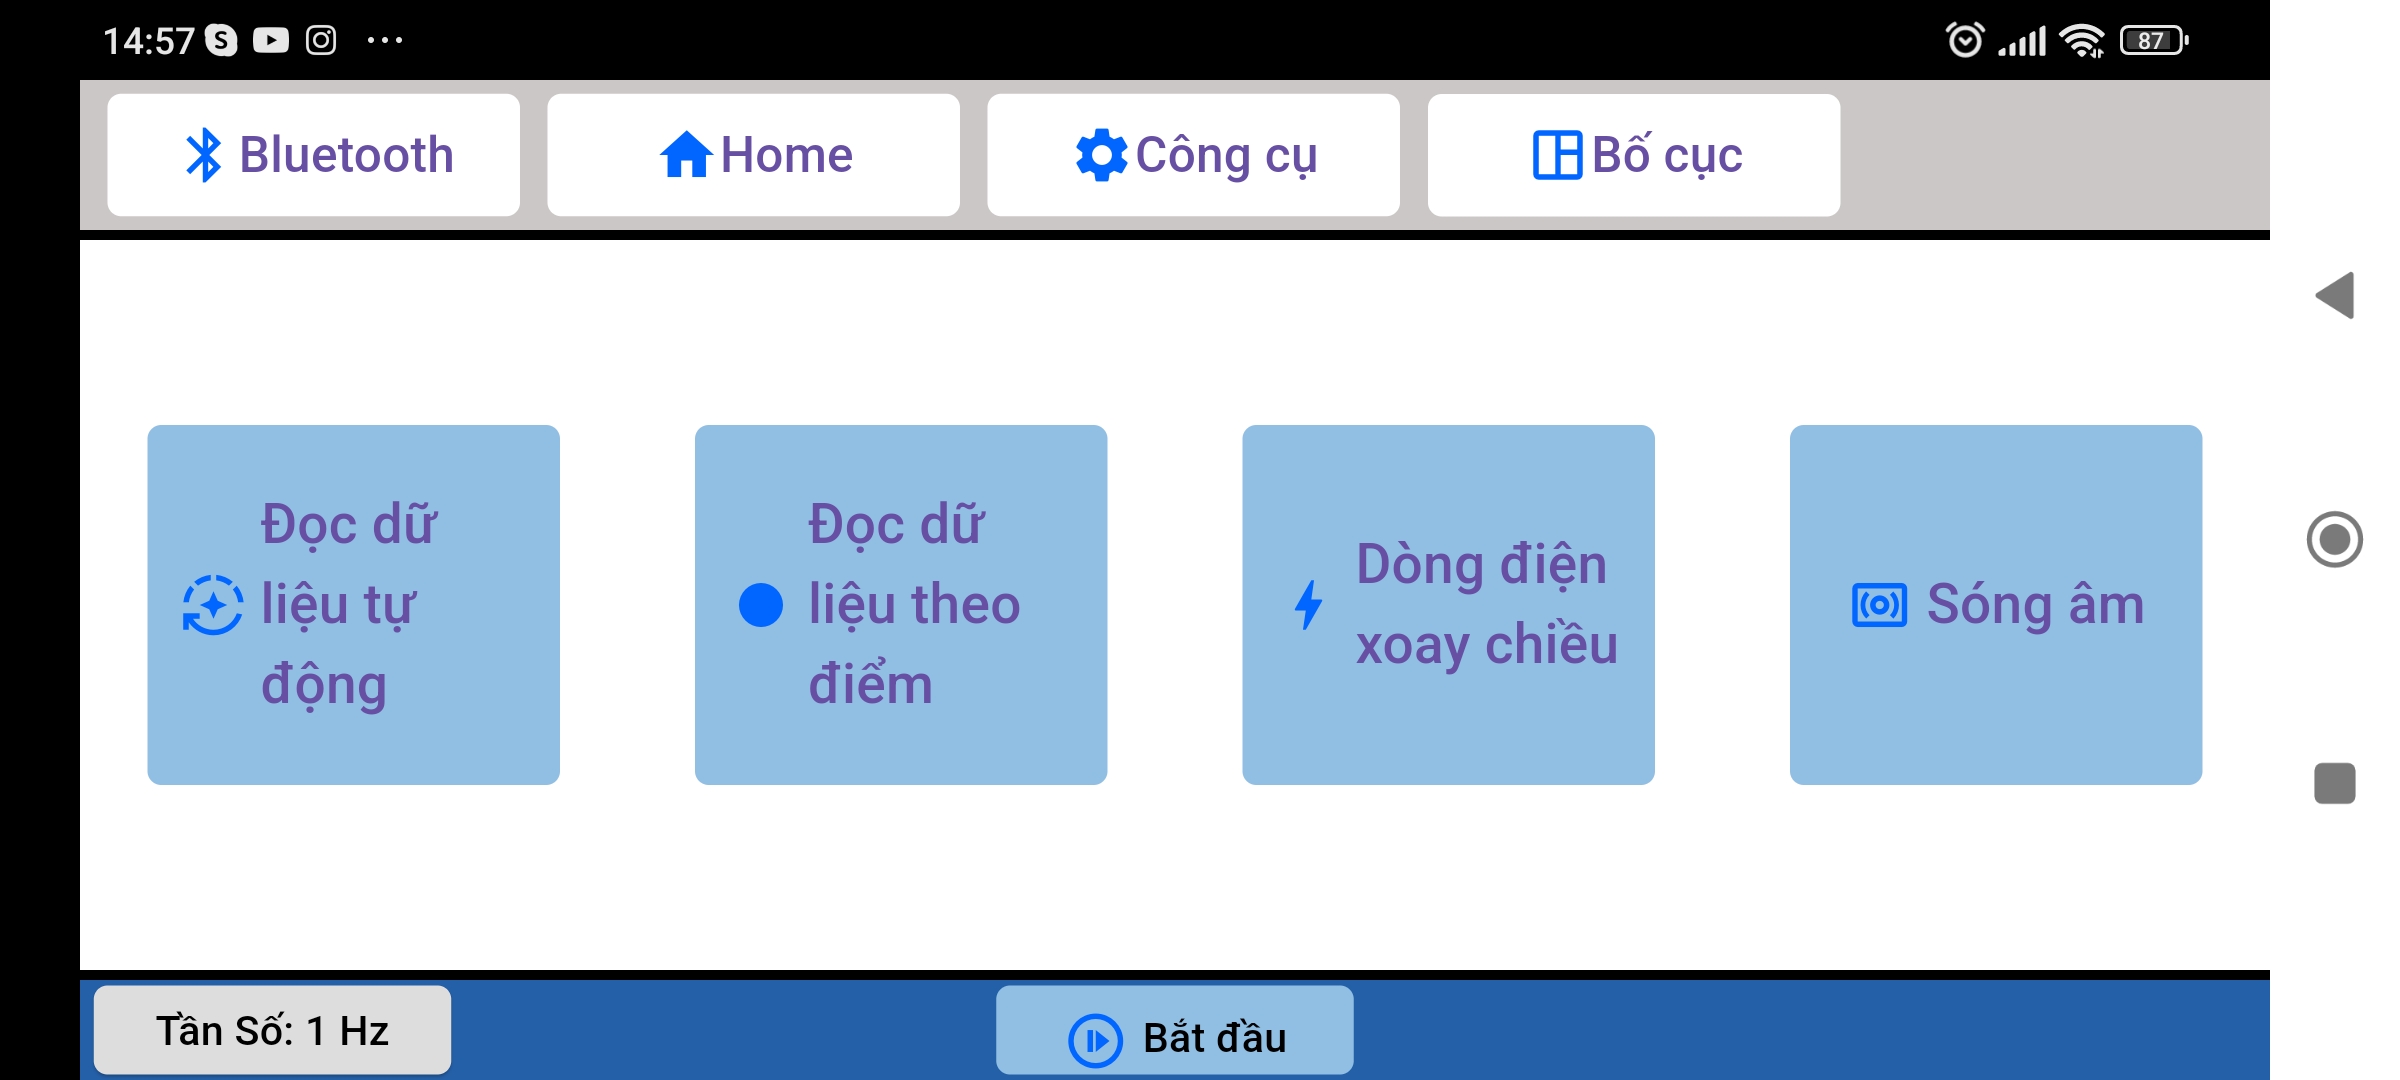 14:57
87
Bluetooth
Home
Công cụ
Bố cục
Đọc dữ
liệu tự
động
Đọc dữ
liệu theo
điểm
Dòng điện
xoay chiều
Sóng âm
Tần Số: 1 Hz
Bắt đầu